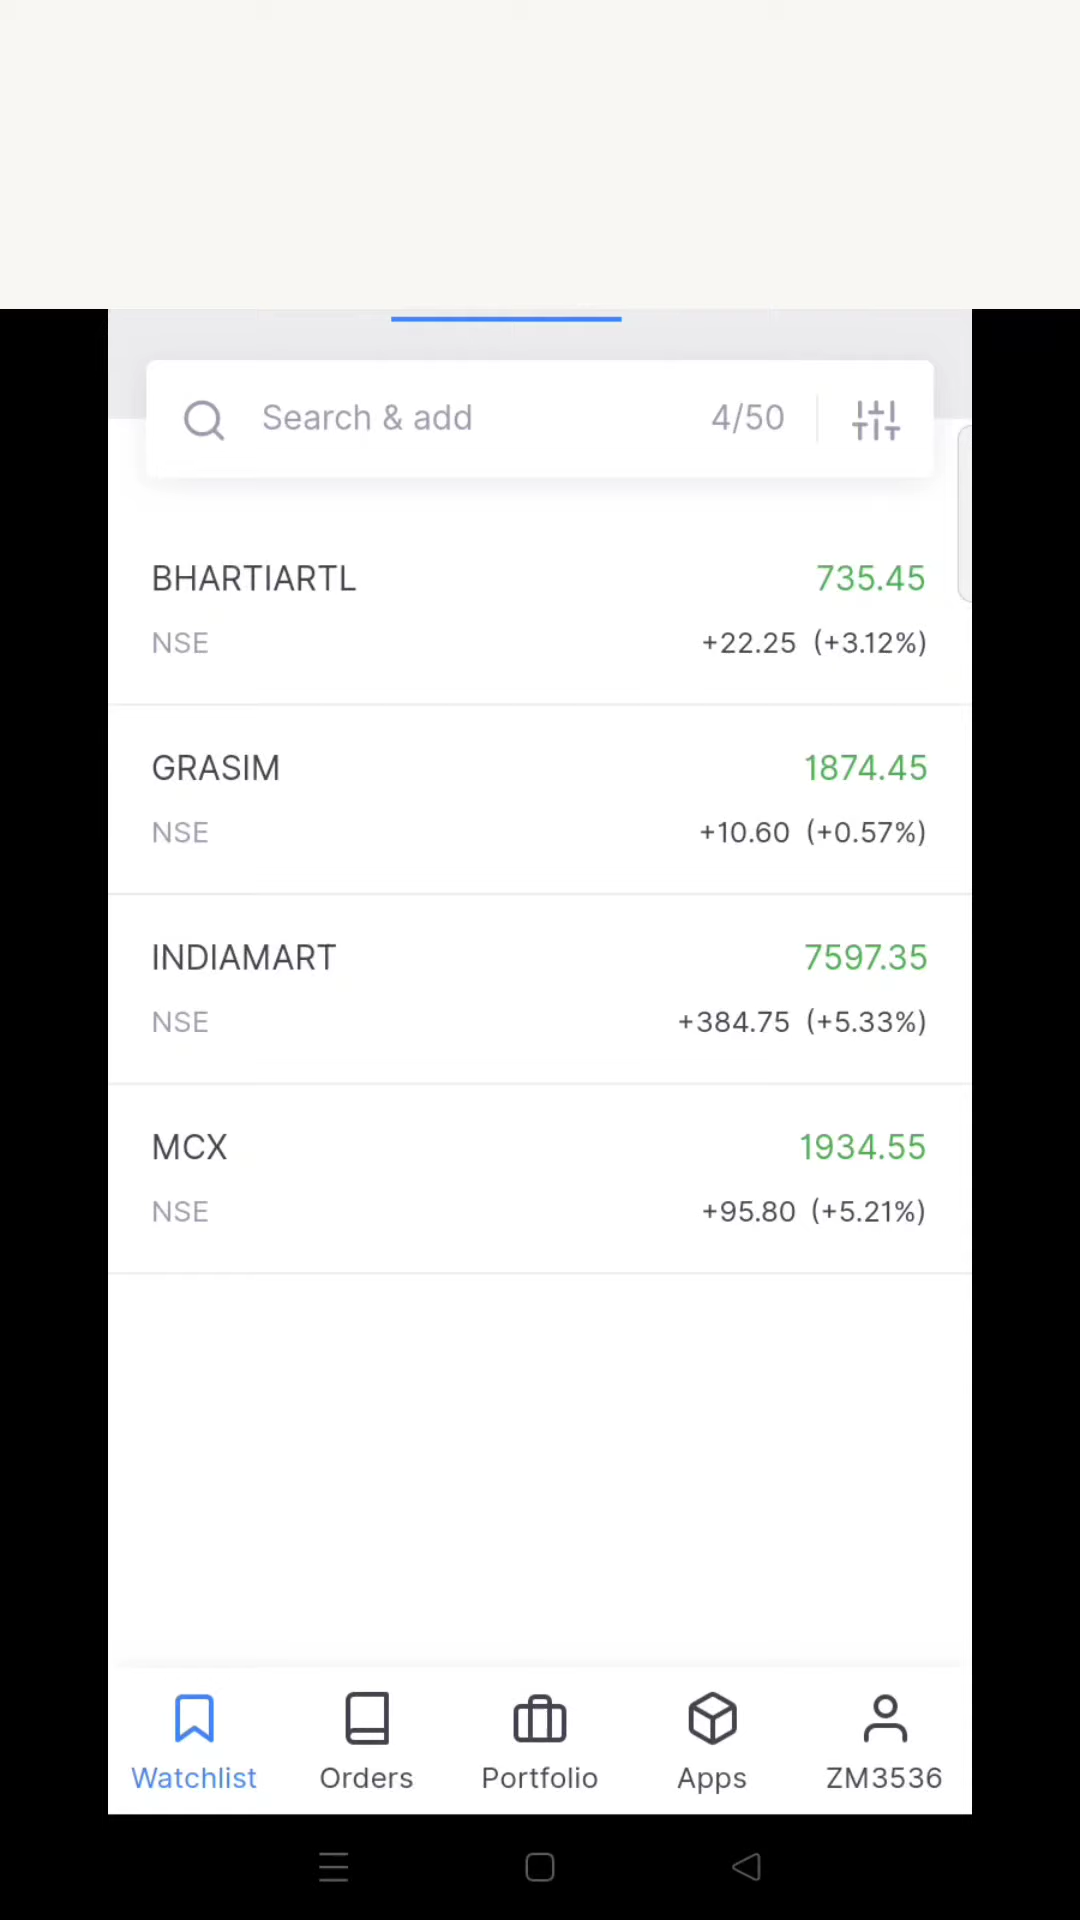 Search & add 4/50
BHARTIARTL 735.45
NSE +22.25 (+3.12%)
GRASIM 1874.45
NSE +10.60 (+0.57%)
INDIAMART 7597.35
NSE +384.75 (+5.33%)
MCX 1934.55
NSE +95.80 (+5.21%)
Watchlist Orders Portfolio Apps ZM3536